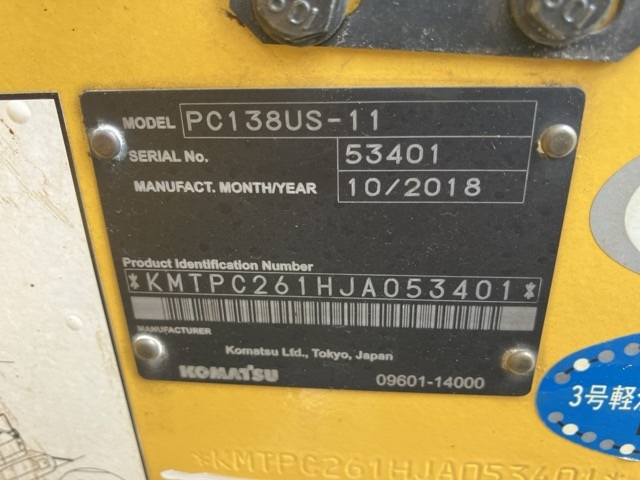 MODEL PC138US-11
SERIAL No. 53401
MANUFACT. MONTH/YEAR 10/2018
Product Identification Number
*KMTPC261HJA053401*
MANUFACTURER
Komatsu Ltd., Tokyo, Japan
KOMATSU 09601-14000
3号軽
*KMTPC261HJA053401*